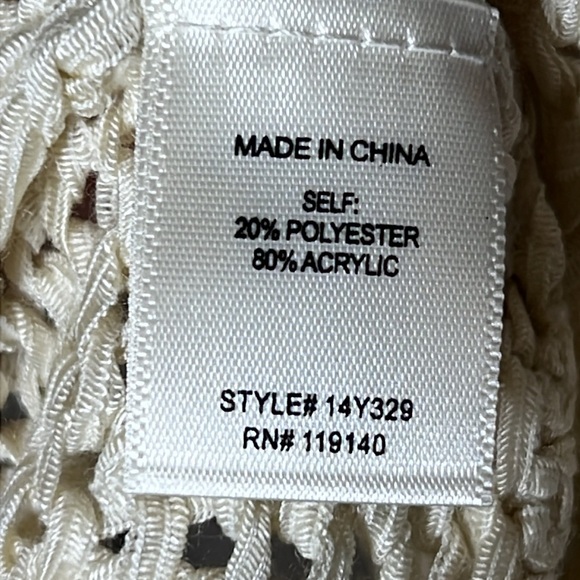 MADE IN CHINA
SELF:
20% POLYESTER
80% ACRYLIC
STYLE# 14Y329
RN# 119140